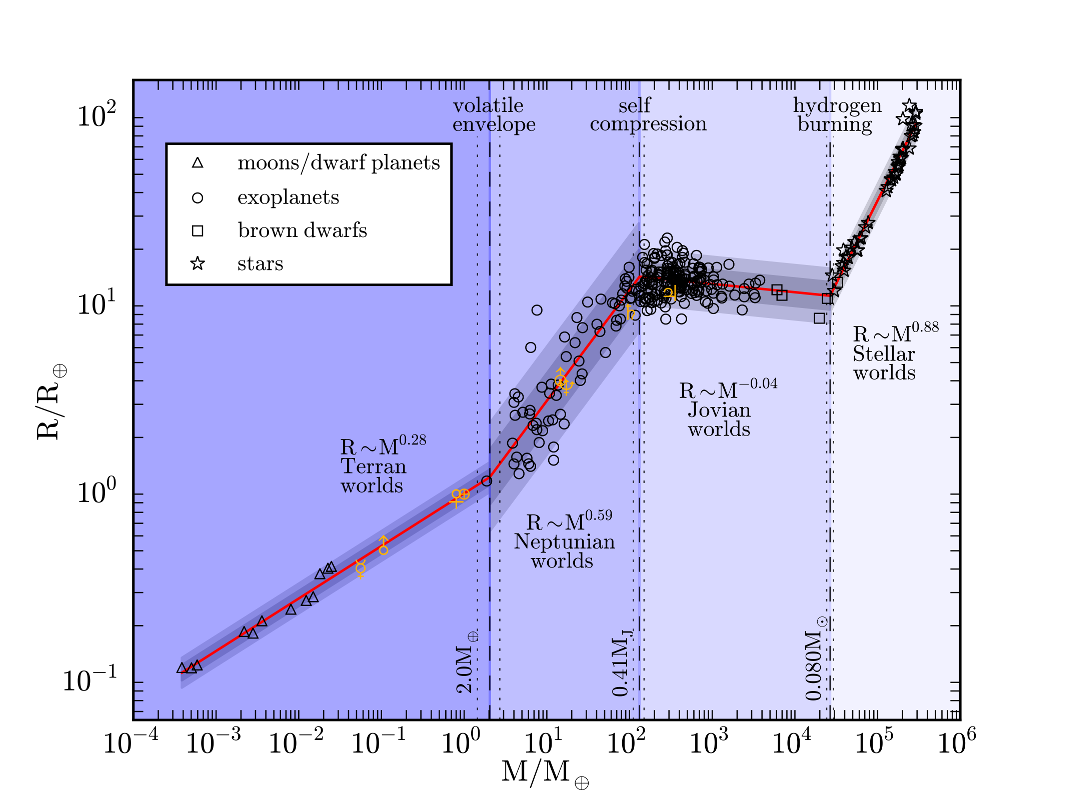 volatile
envelope
self
compression
hydrogen
burning
moons/dwarf planets
exoplanets
brown dwarfs
stars
R∼M^0.28
Terran
worlds
R∼M^0.59
Neptunian
worlds
R∼M^−0.04
Jovian
worlds
R∼M^0.88
Stellar
worlds
2.0M⊕
0.41M_J
0.080M⊙
R/R⊕
10^2
10^1
10^0
10^−1
10^−4 10^−3 10^−2 10^−1 10^0 10^1 10^2 10^3 10^4 10^5 10^6
M/M⊕